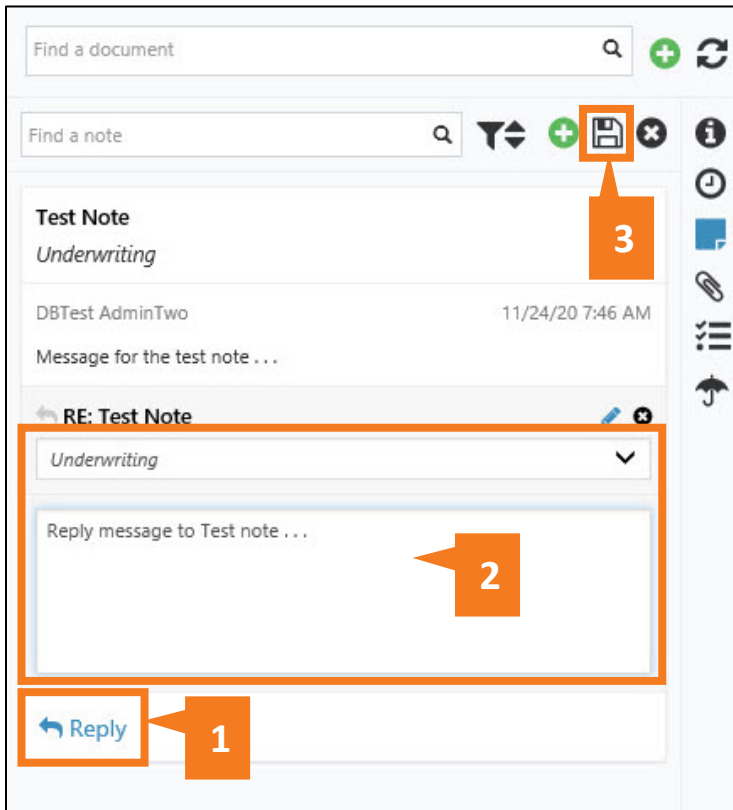 Find a document
Find a note
3
Test Note
Underwriting
DBTest AdminTwo 11/24/20 7:46 AM
Message for the test note . . .
RE: Test Note
Underwriting
Reply message to Test note . . .
2
Reply
1